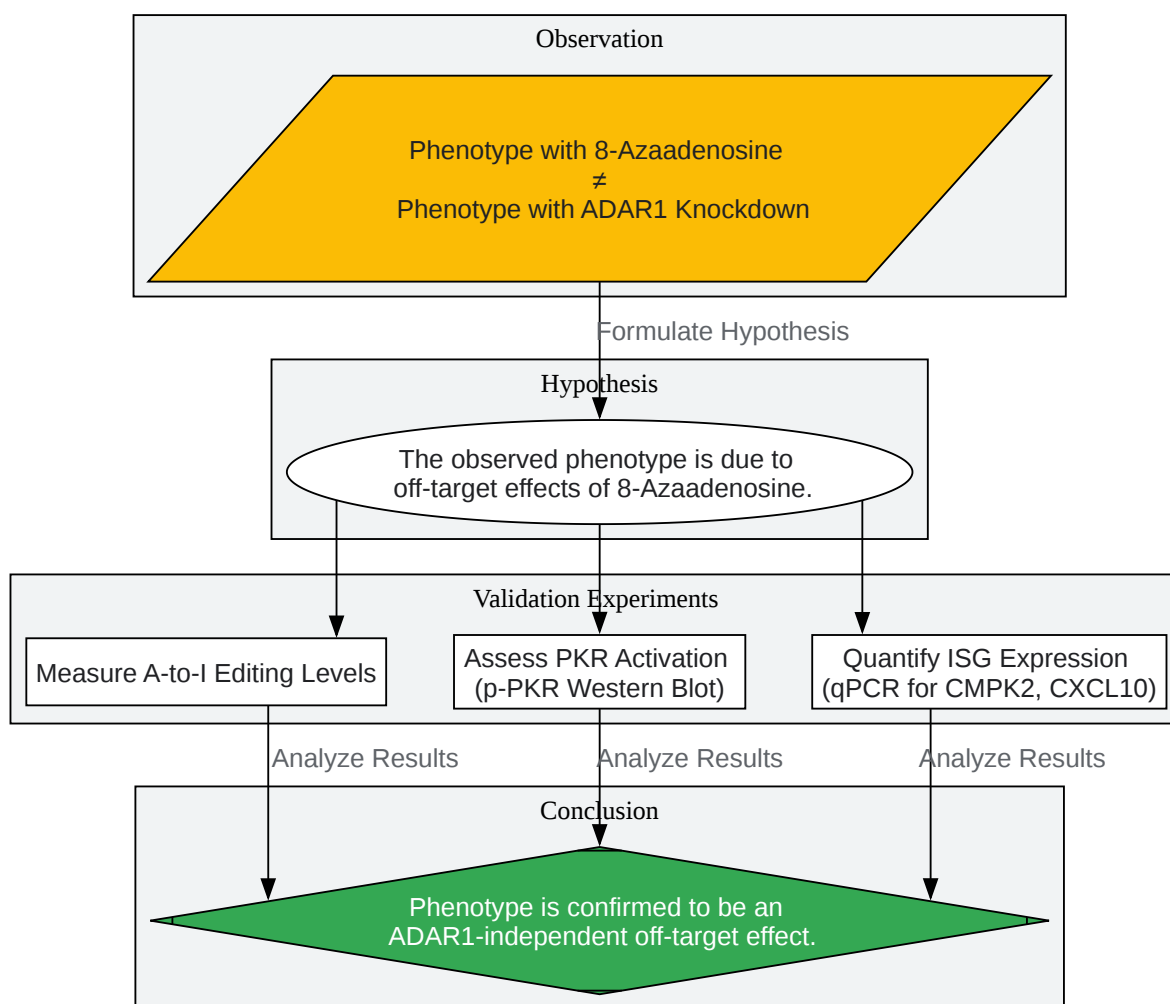 Observation
Phenotype with 8-Azaadenosine
≠
Phenotype with ADAR1 Knockdown
Formulate Hypothesis
Hypothesis
The observed phenotype is due to
off-target effects of 8-Azaadenosine.
Validation Experiments
Measure A-to-I Editing Levels
Assess PKR Activation
(p-PKR Western Blot)
Quantify ISG Expression
(qPCR for CMPK2, CXCL10)
Analyze Results
Analyze Results
Analyze Results
Conclusion
Phenotype is confirmed to be an
ADAR1-independent off-target effect.